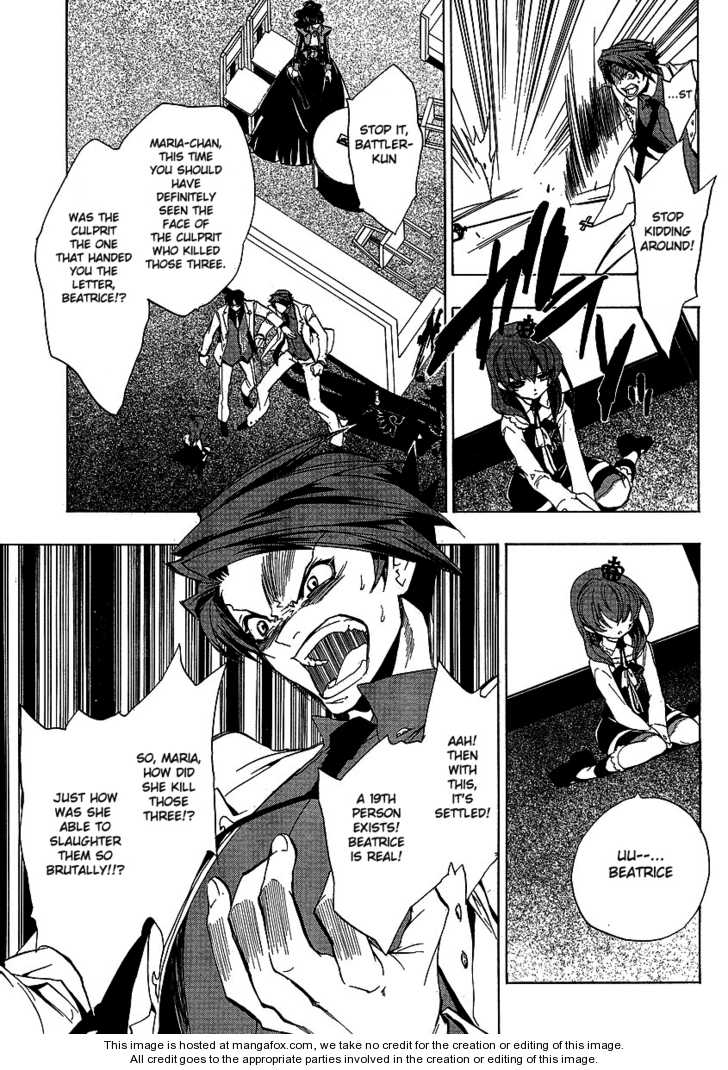 ...ST
STOP
KIDDING
AROUND!
STOP IT,
BATTLER-
KUN
MARIA-CHAN,
THIS TIME
YOU SHOULD
HAVE
DEFINITELY
SEEN THE
FACE OF
THE CULPRIT
WHO KILLED
THOSE THREE.
WAS THE
CULPRIT
THE ONE
THAT HANDED
YOU THE
LETTER,
BEATRICE!?
UU--...
BEATRICE
AAH!
THEN
WITH
THIS,
IT'S
SETTLED!
A 19TH
PERSON
EXISTS!
BEATRICE
IS REAL!
SO, MARIA,
HOW DID
SHE KILL
THOSE
THREE!?
JUST HOW
WAS SHE
ABLE TO
SLAUGHTER
THEM SO
BRUTALLY!!?
This image is hosted at mangafox.com, we take no credit for the creation or editing of this image.
All credit goes to the appropriate parties involved in the creation or editing of this image.